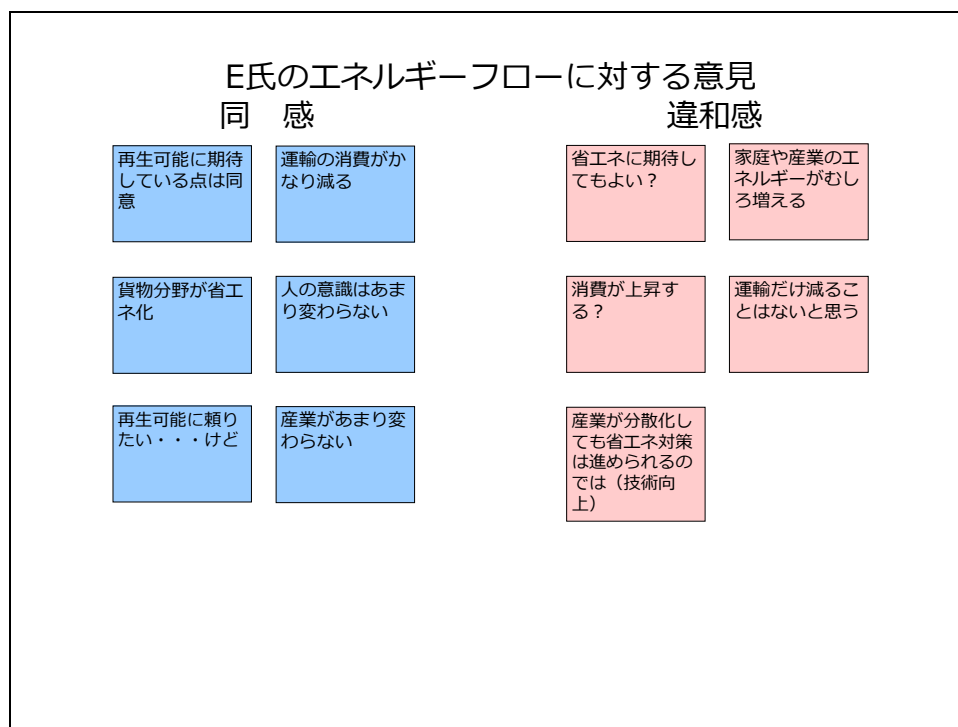 E氏のエネルギーフローに対する意見
同　感
違和感
再生可能に期待
している点は同
意
運輸の消費がか
なり減る
省エネに期待し
てもよい？
家庭や産業のエ
ネルギーがむし
ろ増える
貨物分野が省エ
ネ化
人の意識はあま
り変わらない
消費が上昇す
る？
運輸だけ減るこ
とはないと思う
再生可能に頼り
たい・・・けど
産業があまり変
わらない
産業が分散化し
ても省エネ対策
は進められるの
では（技術向
上）